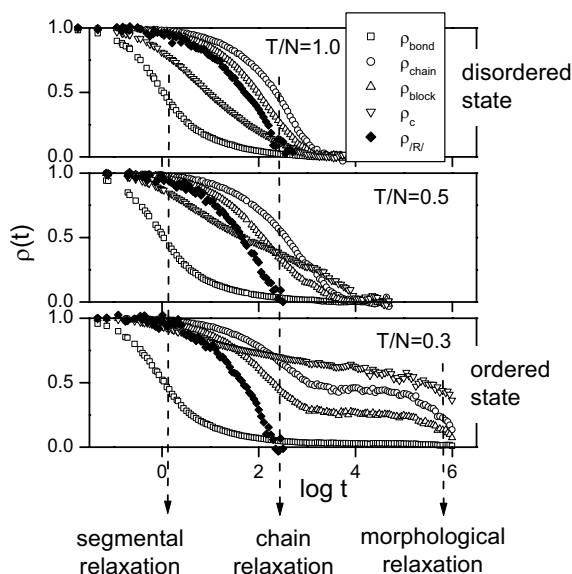 1.0
0.5
0.0
T/N=1.0
ρbond
ρchain
ρblock
ρc
ρ/R/
disordered
state
1.0
0.5
0.0
T/N=0.5
ρ(t)
1.0
0.5
0.0
T/N=0.3
ordered
state
0 2 4 6
log t
segmental
relaxation
chain
relaxation
morphological
relaxation